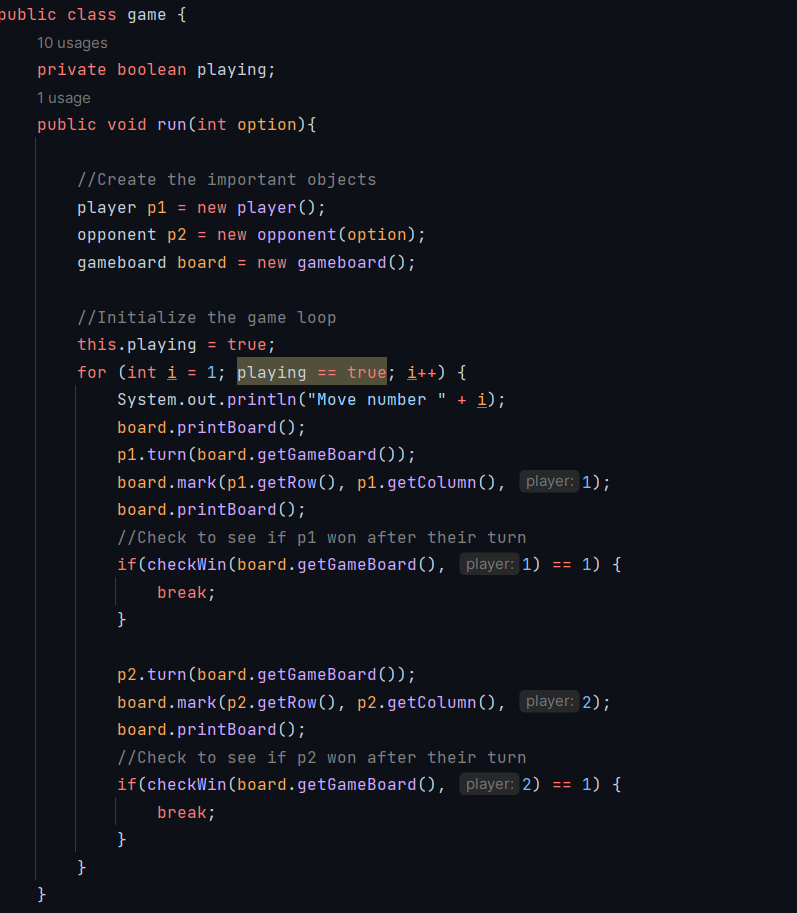 public class game {
10 usages
private boolean playing;
1 usage
public void run(int option){
//Create the important objects
player p1 = new player();
opponent p2 = new opponent(option);
gameboard board = new gameboard();
//Initialize the game loop
this.playing = true;
for (int i = 1; playing == true; i++) {
System.out.println("Move number " + i);
board.printBoard();
p1.turn(board.getGameBoard());
board.mark(p1.getRow(), p1.getColumn(), player: 1);
board.printBoard();
//Check to see if p1 won after their turn
if(checkWin(board.getGameBoard(), player: 1) == 1) {
break;
}
p2.turn(board.getGameBoard());
board.mark(p2.getRow(), p2.getColumn(), player: 2);
board.printBoard();
//Check to see if p2 won after their turn
if(checkWin(board.getGameBoard(), player: 2) == 1) {
break;
}
}
}